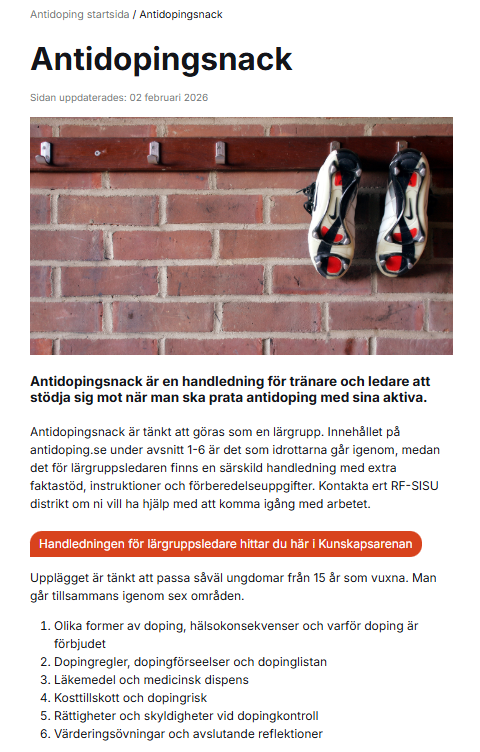 Antidoping startsida / Antidopingsnack
Antidopingsnack
Sidan uppdaterades: 02 februari 2026
Antidopingsnack är en handledning för tränare och ledare att
stödja sig mot när man ska prata antidoping med sina aktiva.
Antidopingsnack är tänkt att göras som en lärgrupp. Innehållet på
antidoping.se under avsnitt 1-6 är det som idrottarna går igenom, medan
det för lärgruppsledaren finns en särskild handledning med extra
faktastöd, instruktioner och förberedelseuppgifter. Kontakta ert RF-SISU
distrikt om ni vill ha hjälp med att komma igång med arbetet.
Handledningen för lärgruppsledare hittar du här i Kunskapsarenan
Upplägget är tänkt att passa såväl ungdomar från 15 år som vuxna. Man
går tillsammans igenom sex områden.
1. Olika former av doping, hälsokonsekvenser och varför doping är
förbjudet
2. Dopingregler, dopingförseelser och dopinglistan
3. Läkemedel och medicinsk dispens
4. Kosttillskott och dopingrisk
5. Rättigheter och skyldigheter vid dopingkontroll
6. Värderingsövningar och avslutande reflektioner